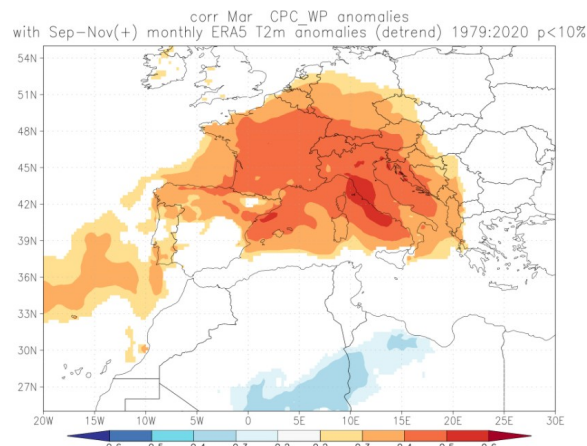 corr Mar CPC_WP anomalies
with Sep-Nov(+) monthly ERA5 T2m anomalies (detrend) 1979:2020 p<10%
54N
51N
48N
45N
42N
39N
36N
33N
30N
27N
20W 15W 10W 5W 0 5E 10E 15E 20E 25E 30E